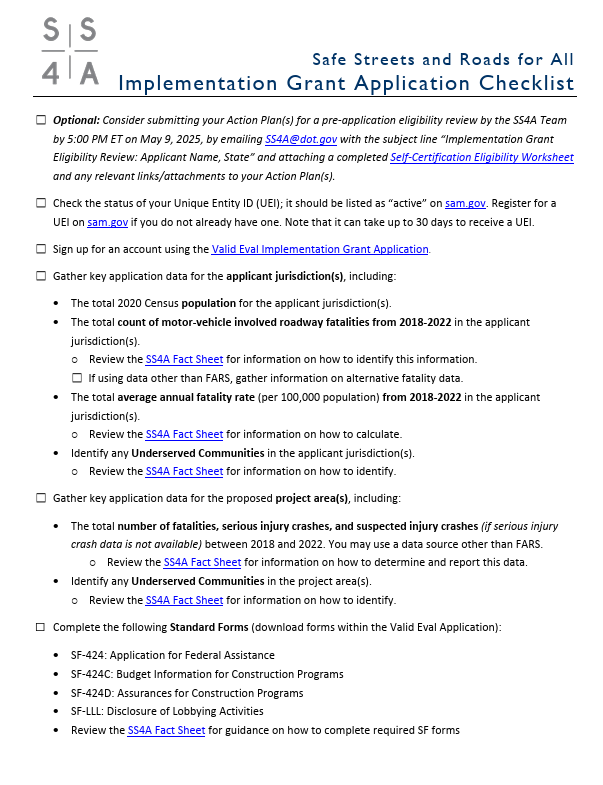 S S
4 A
Safe Streets and Roads for All
Implementation Grant Application Checklist
☐ Optional: Consider submitting your Action Plan(s) for a pre-application eligibility review by the SS4A Team
by 5:00 PM ET on May 9, 2025, by emailing SS4A@dot.gov with the subject line “Implementation Grant
Eligibility Review: Applicant Name, State” and attaching a completed Self-Certification Eligibility Worksheet
and any relevant links/attachments to your Action Plan(s).
☐ Check the status of your Unique Entity ID (UEI); it should be listed as “active” on sam.gov. Register for a
UEI on sam.gov if you do not already have one. Note that it can take up to 30 days to receive a UEI.
☐ Sign up for an account using the Valid Eval Implementation Grant Application.
☐ Gather key application data for the applicant jurisdiction(s), including:
• The total 2020 Census population for the applicant jurisdiction(s).
• The total count of motor-vehicle involved roadway fatalities from 2018-2022 in the applicant
jurisdiction(s).
o Review the SS4A Fact Sheet for information on how to identify this information.
☐ If using data other than FARS, gather information on alternative fatality data.
• The total average annual fatality rate (per 100,000 population) from 2018-2022 in the applicant
jurisdiction(s).
o Review the SS4A Fact Sheet for information on how to calculate.
• Identify any Underserved Communities in the applicant jurisdiction(s).
o Review the SS4A Fact Sheet for information on how to identify.
☐ Gather key application data for the proposed project area(s), including:
• The total number of fatalities, serious injury crashes, and suspected injury crashes (if serious injury
crash data is not available) between 2018 and 2022. You may use a data source other than FARS.
o Review the SS4A Fact Sheet for information on how to determine and report this data.
• Identify any Underserved Communities in the project area(s).
o Review the SS4A Fact Sheet for information on how to identify.
☐ Complete the following Standard Forms (download forms within the Valid Eval Application):
• SF-424: Application for Federal Assistance
• SF-424C: Budget Information for Construction Programs
• SF-424D: Assurances for Construction Programs
• SF-LLL: Disclosure of Lobbying Activities
• Review the SS4A Fact Sheet for guidance on how to complete required SF forms